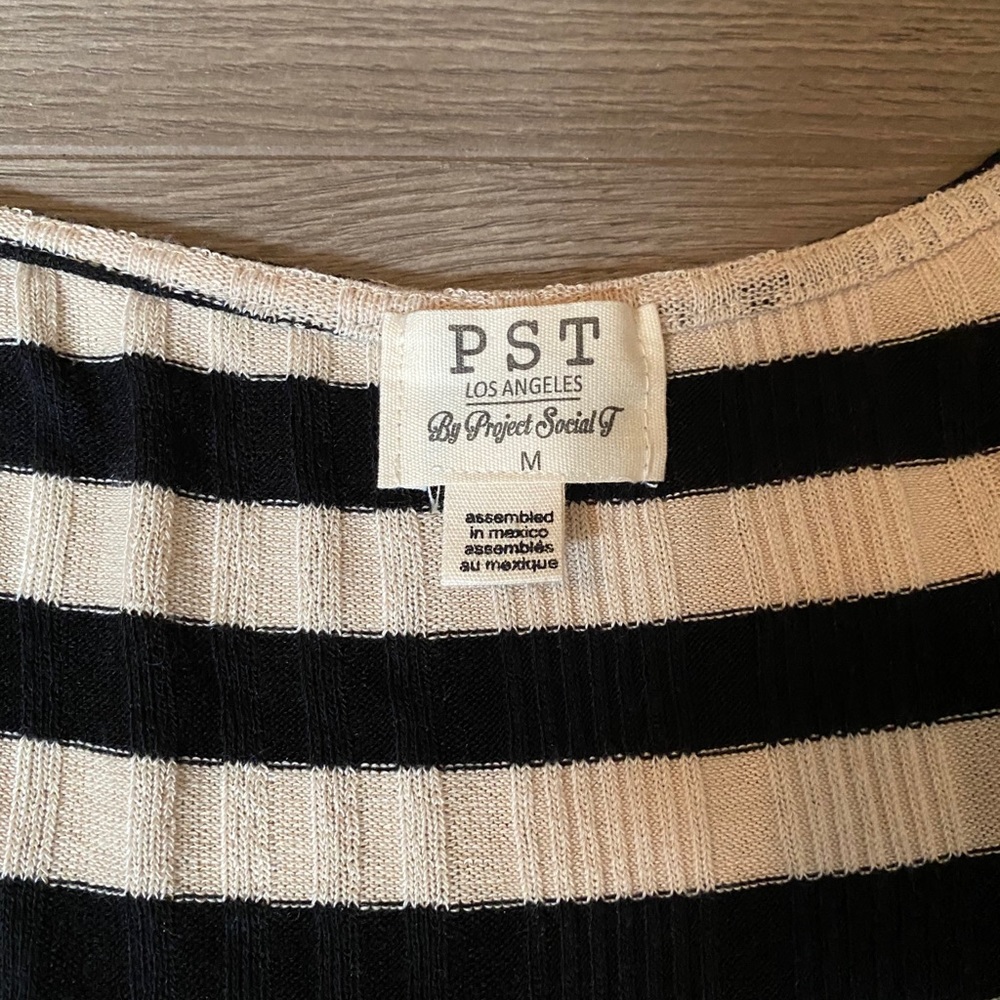 PST
LOS ANGELES
By Project Social T
M
assembled
in mexico
assemblés
au mexique